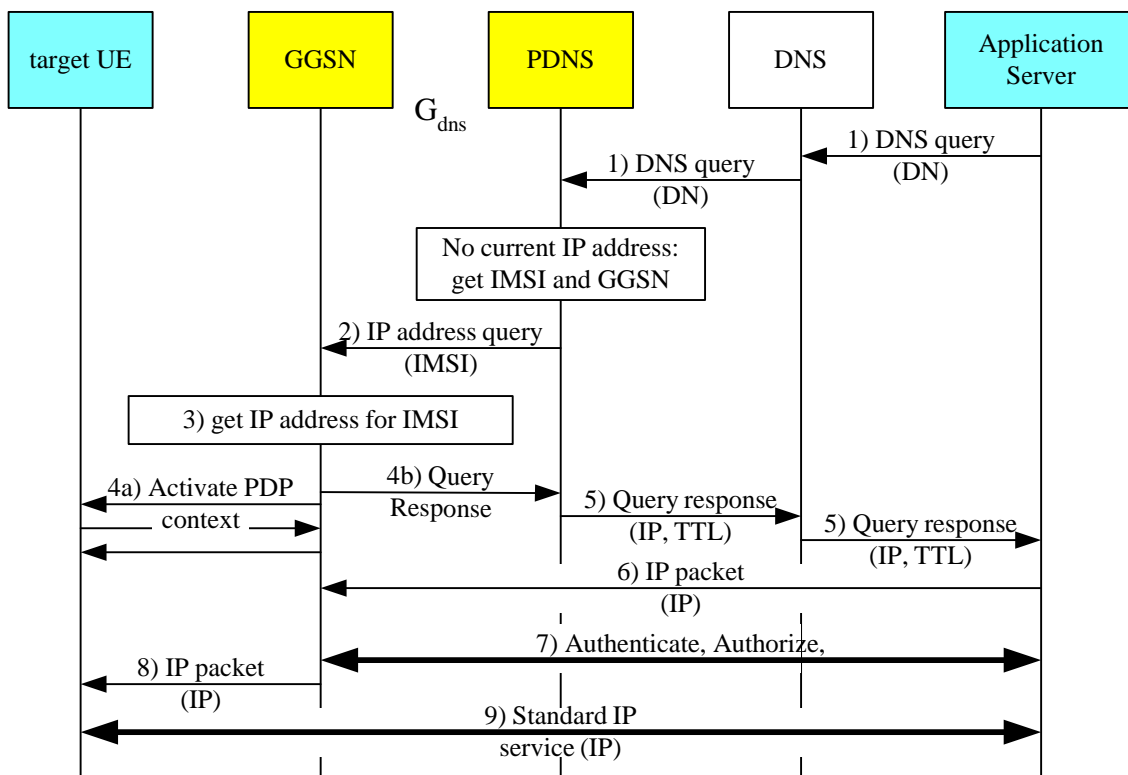 target UE
GGSN
PDNS
DNS
Application
Server
G_dns
1) DNS query
(DN)
1) DNS query
(DN)
No current IP address:
get IMSI and GGSN
2) IP address query
(IMSI)
3) get IP address for IMSI
4a) Activate PDP
context
4b) Query
Response
5) Query response
(IP, TTL)
5) Query response
(IP, TTL)
6) IP packet
(IP)
7) Authenticate, Authorize,
8) IP packet
(IP)
9) Standard IP
service (IP)